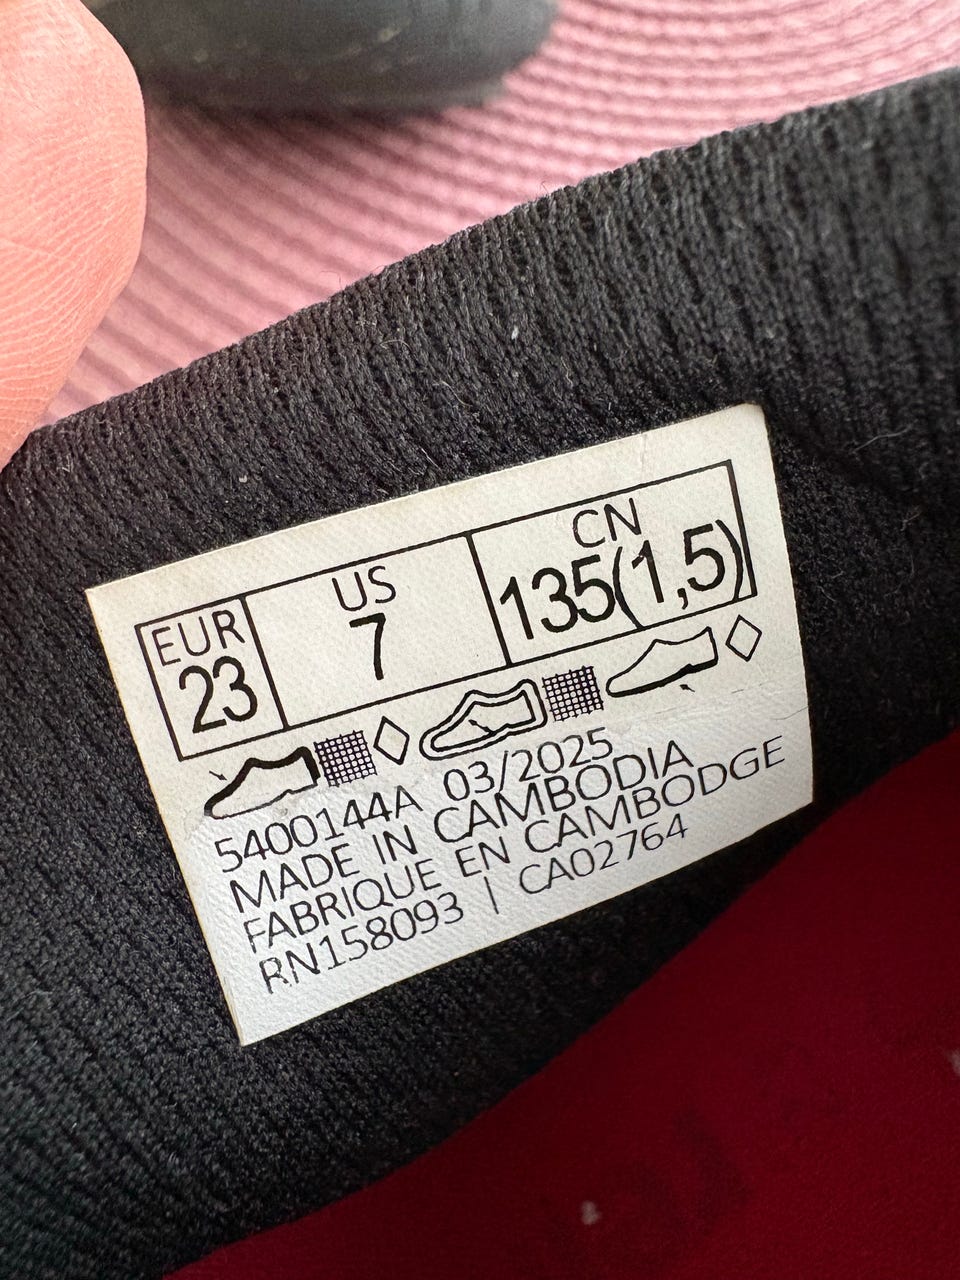 EUR US CN
23 7 135(1,5)
5400144A 03/2025
MADE IN CAMBODIA
FABRIQUE EN CAMBODGE
RN158093 | CA02764